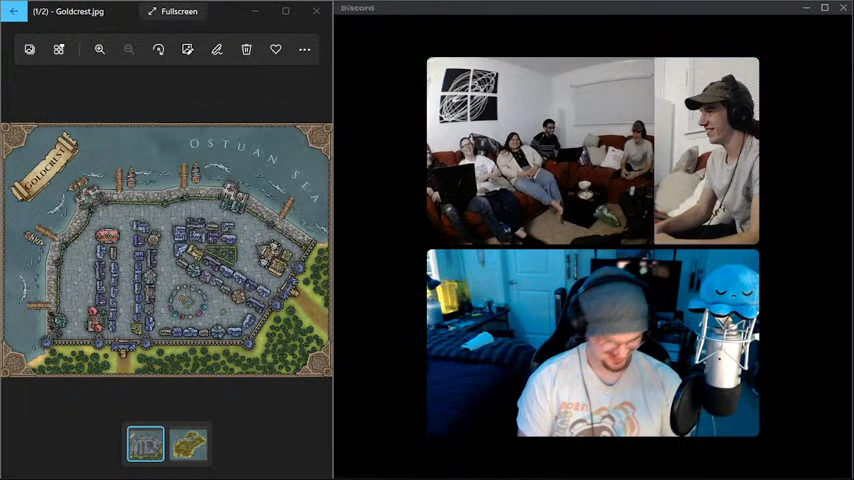 (1/2) - Goldcrest.jpg
Fullscreen
Discord
OSTUAN SEA
GOLDCREST